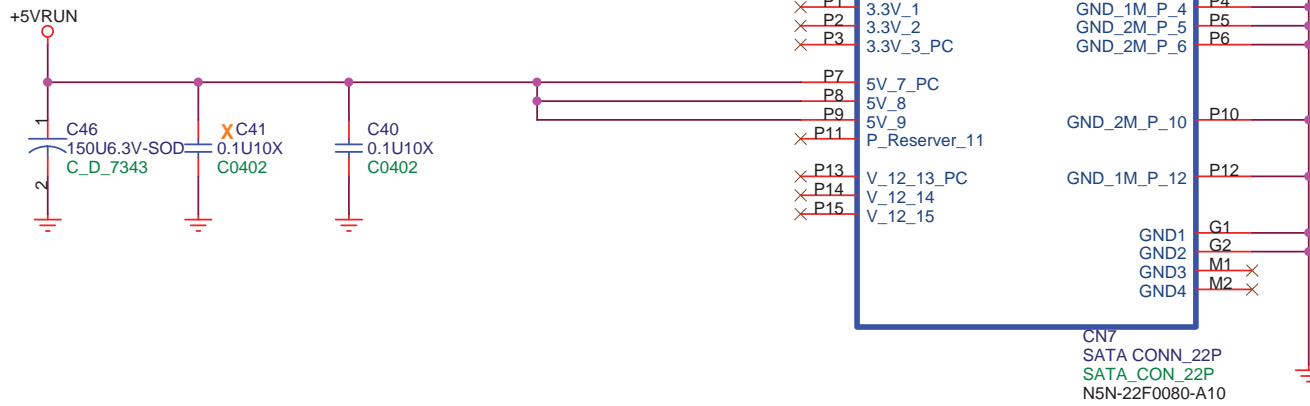 +5VRUN
1
C46
150U6.3V-SOD
C_D_7343
2
X C41
0.1U10X
C0402
C40
0.1U10X
C0402
P1 3.3V_1
P2 3.3V_2
P3 3.3V_3_PC
P7 5V_7_PC
P8 5V_8
P9 5V_9
P11 P_Reserver_11
P13 V_12_13_PC
P14 V_12_14
P15 V_12_15
GND_1M_P_4 P4
GND_2M_P_5 P5
GND_2M_P_6 P6
GND_2M_P_10 P10
GND_1M_P_12 P12
GND1 G1
GND2 G2
GND3 M1
GND4 M2
CN7
SATA CONN_22P
SATA_CON_22P
N5N-22F0080-A10